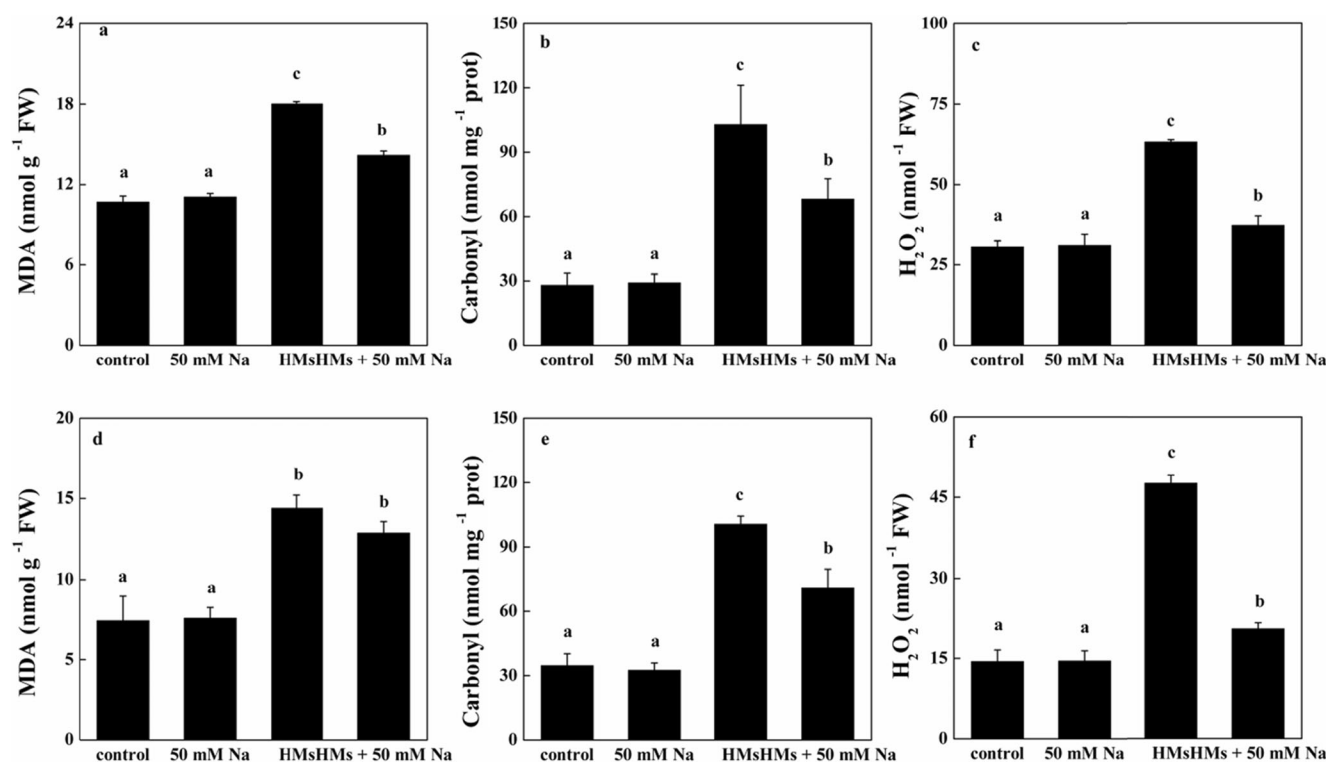 a
MDA (nmol g⁻¹ FW)
24
18
12
6
0
a
a
c
b
control 50 mM Na HMsHMs + 50 mM Na
b
Carbonyl (nmol mg⁻¹ prot)
150
120
90
60
30
0
a
a
c
b
control 50 mM Na HMsHMs + 50 mM Na
c
H₂O₂ (nmol⁻¹ FW)
100
75
50
25
0
a
a
c
b
control 50 mM Na HMsHMs + 50 mM Na
d
MDA (nmol g⁻¹ FW)
20
15
10
5
0
a
a
b
b
control 50 mM Na HMsHMs + 50 mM Na
e
Carbonyl (nmol mg⁻¹ prot)
150
120
90
60
30
0
a
a
c
b
control 50 mM Na HMsHMs + 50 mM Na
f
H₂O₂ (nmol⁻¹ FW)
60
45
30
15
0
a
a
c
b
control 50 mM Na HMsHMs + 50 mM Na